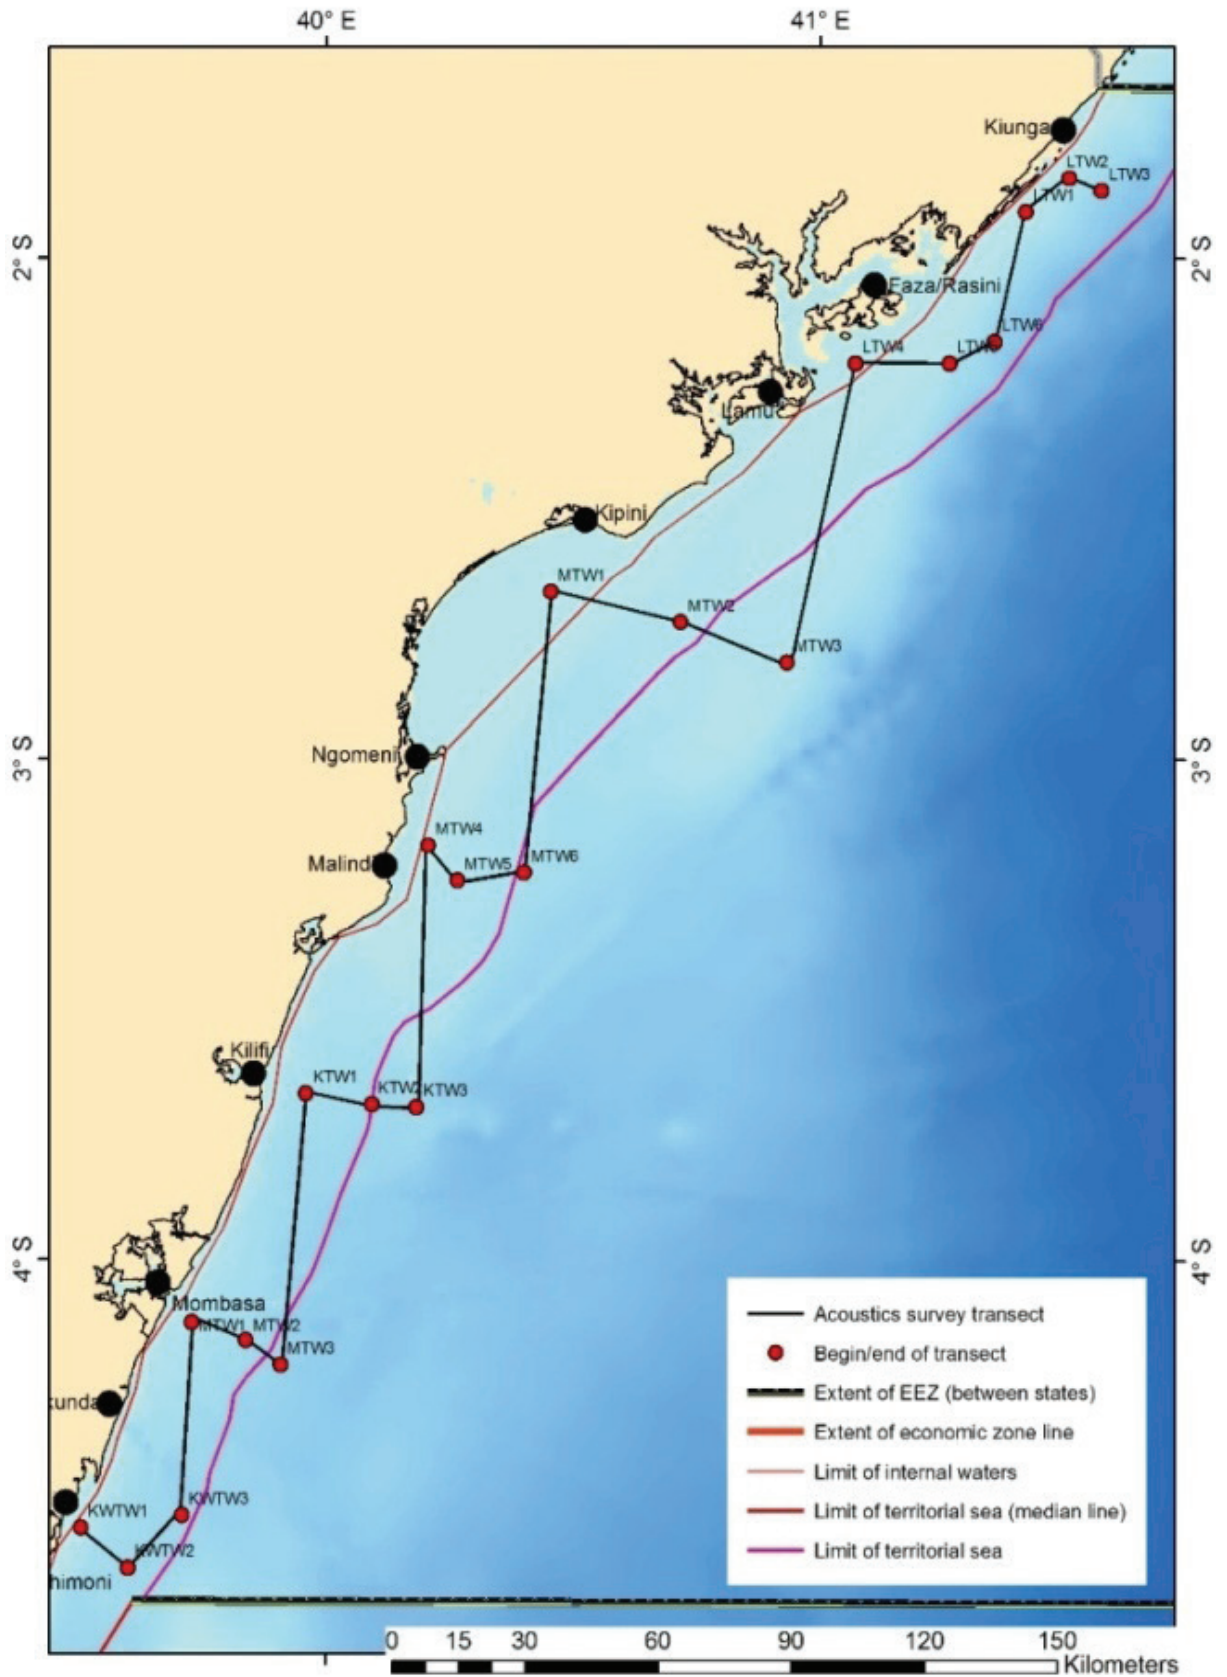 40° E
41° E
Kiunga
LTW2
LTW3
LTW1
2°S
2°S
Faza/Rasini
LTW6
LTW4
Lamu
Kipini
MTW1
MTW2
MTW3
Ngomeni
3°S
3°S
MTW4
Malindi
MTW5
MTW6
Kilifi
KTW1
KTW2
KTW3
4°S
4°S
Mombasa
MTW1
MTW2
MTW3
kunda
KWTW1
KWTW3
KWTW2
himoni
Acoustics survey transect
Begin/end of transect
Extent of EEZ (between states)
Extent of economic zone line
Limit of internal waters
Limit of territorial sea (median line)
Limit of territorial sea
0 15 30 60 90 120 150
Kilometers